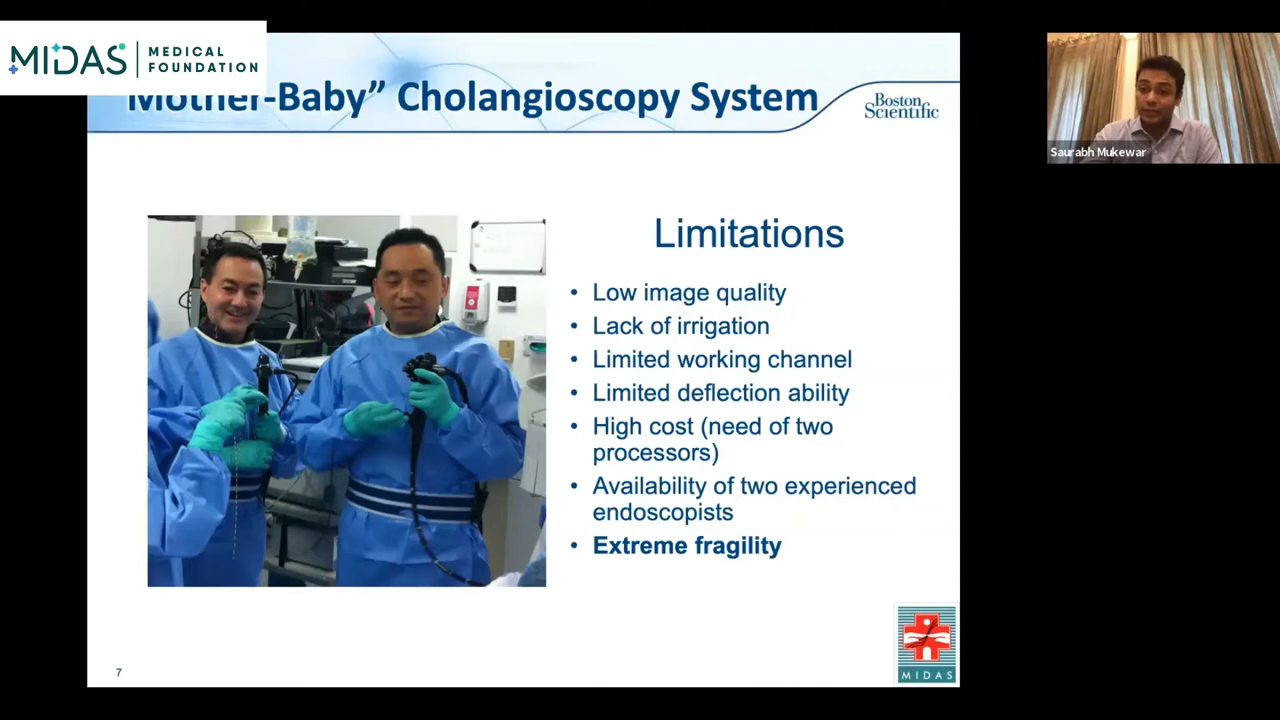 MIDAS
MEDICAL
FOUNDATION
Mother-Baby” Cholangioscopy System
Boston
Scientific
Saurabh Mukewar
Limitations
• Low image quality
• Lack of irrigation
• Limited working channel
• Limited deflection ability
• High cost (need of two
processors)
• Availability of two experienced
endoscopists
• Extreme fragility
7
MIDAS